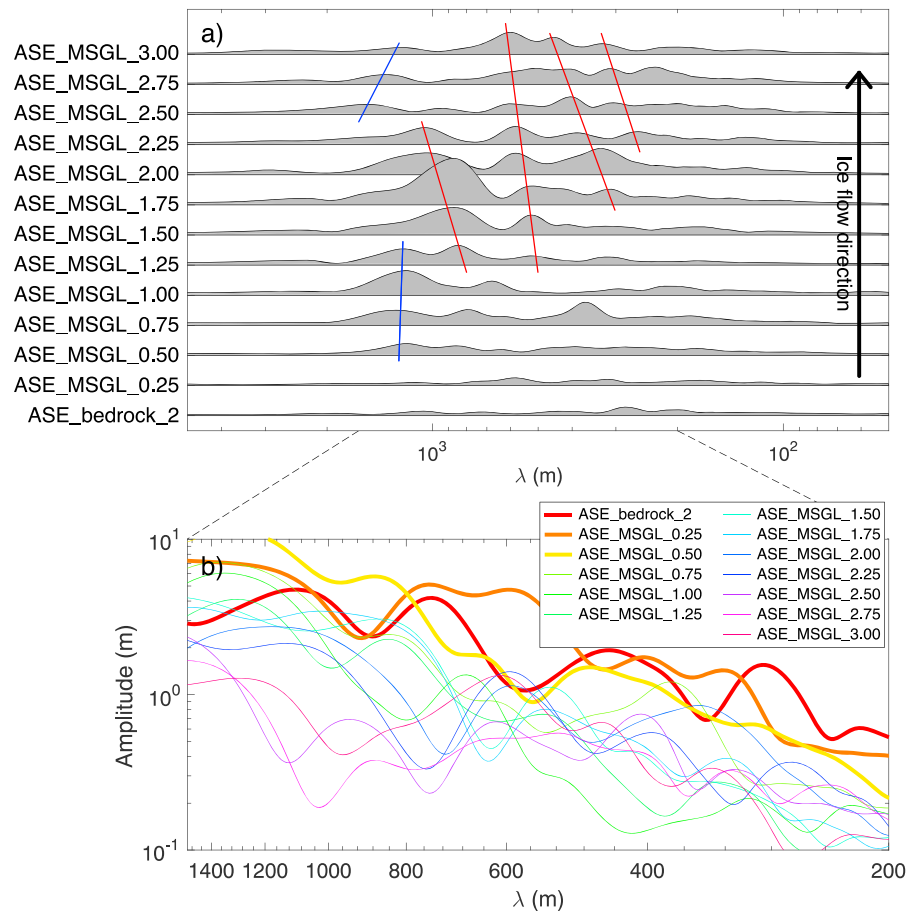 a)
ASE_MSGL_3.00
ASE_MSGL_2.75
ASE_MSGL_2.50
ASE_MSGL_2.25
ASE_MSGL_2.00
ASE_MSGL_1.75
ASE_MSGL_1.50
ASE_MSGL_1.25
ASE_MSGL_1.00
ASE_MSGL_0.75
ASE_MSGL_0.50
ASE_MSGL_0.25
ASE_bedrock_2
Ice flow direction
10³ 10²
λ (m)
b)
ASE_bedrock_2
ASE_MSGL_0.25
ASE_MSGL_0.50
ASE_MSGL_0.75
ASE_MSGL_1.00
ASE_MSGL_1.25
ASE_MSGL_1.50
ASE_MSGL_1.75
ASE_MSGL_2.00
ASE_MSGL_2.25
ASE_MSGL_2.50
ASE_MSGL_2.75
ASE_MSGL_3.00
Amplitude (m)
10¹
10⁰
10⁻¹
1400 1200 1000 800 600 400 200
λ (m)